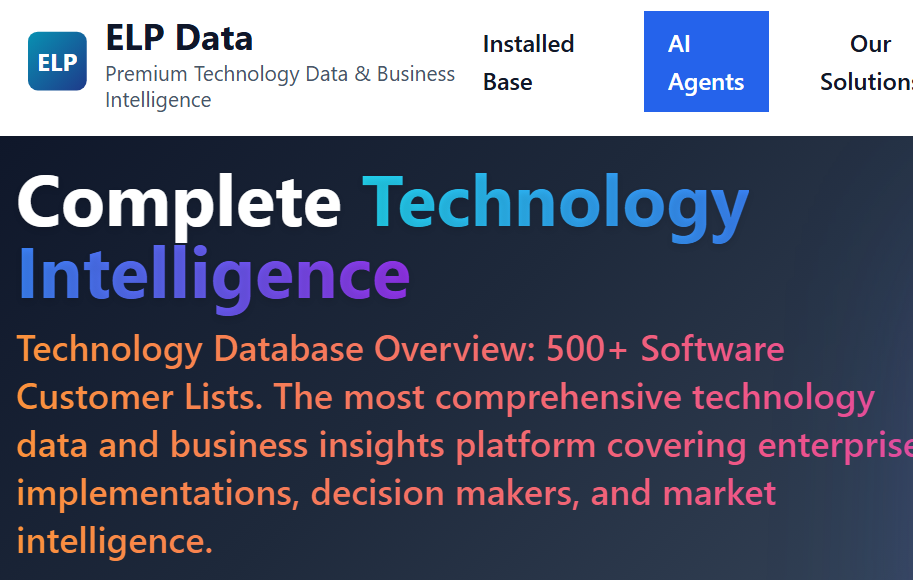 ELP
ELP Data
Premium Technology Data & Business
Intelligence
Installed
Base
AI
Agents
Our
Solutions
Complete Technology
Intelligence
Technology Database Overview: 500+ Software
Customer Lists. The most comprehensive technology
data and business insights platform covering enterprise
implementations, decision makers, and market
intelligence.